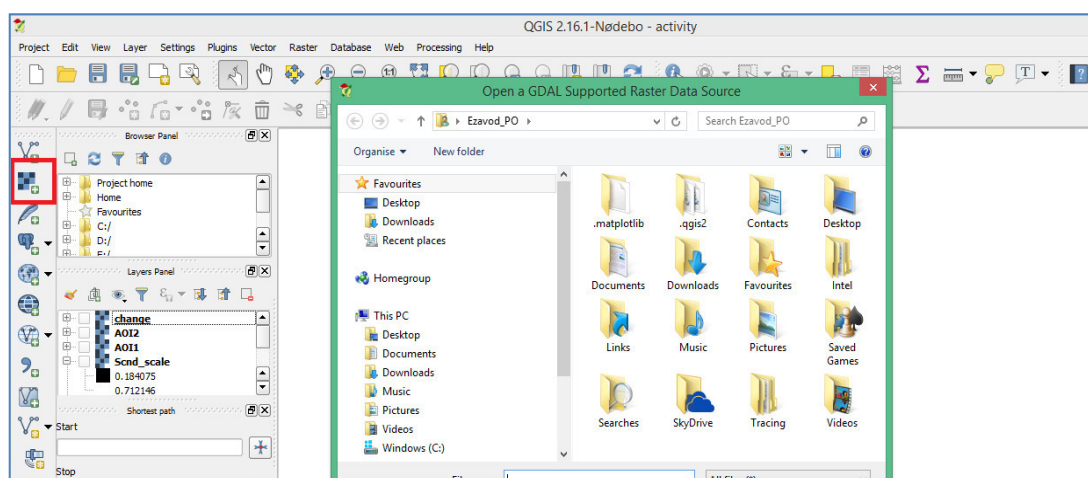 QGIS 2.16.1-Nødebo - activity
Project Edit View Layer Settings Plugins Vector Raster Database Web Processing Help
Open a GDAL Supported Raster Data Source
Ezavod_PO
Search Ezavod_PO
Organise New folder
Browser Panel
Project home
Home
Favourites
C:/
D:/
E:/
Layers Panel
change
AOI2
AOI1
Scnd_scale
0.184075
0.712146
Shortest path
Start
Stop
Favourites
Desktop
Downloads
Recent places
Homegroup
This PC
Desktop
Documents
Downloads
Music
Pictures
Videos
Windows (C:)
.matplotlib .qgis2 Contacts Desktop
Documents Downloads Favourites Intel
Links Music Pictures Saved Games
Searches SkyDrive Tracing Videos